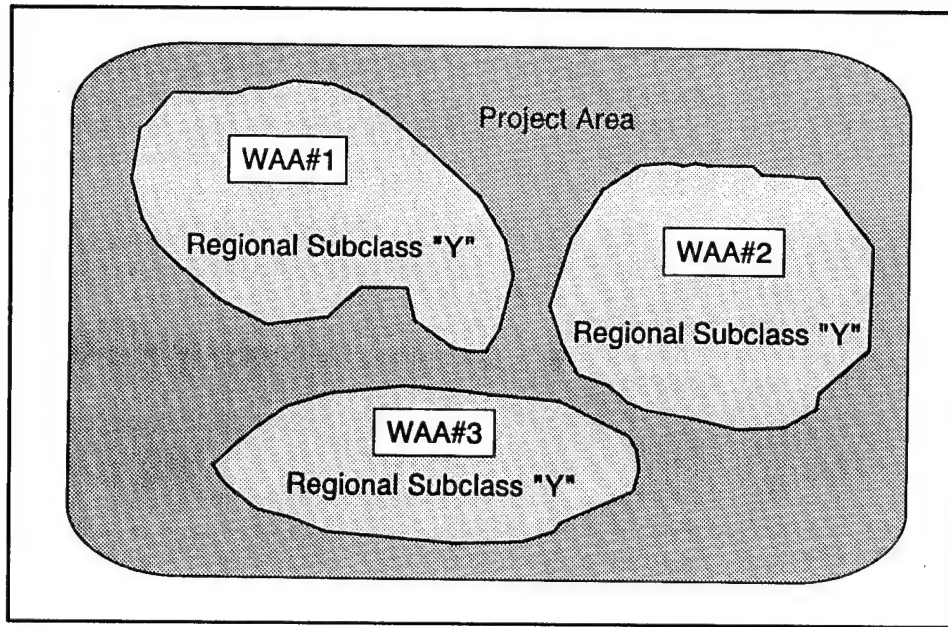 Project Area
WAA#1
Regional Subclass "Y"
WAA#2
Regional Subclass "Y"
WAA#3
Regional Subclass "Y"